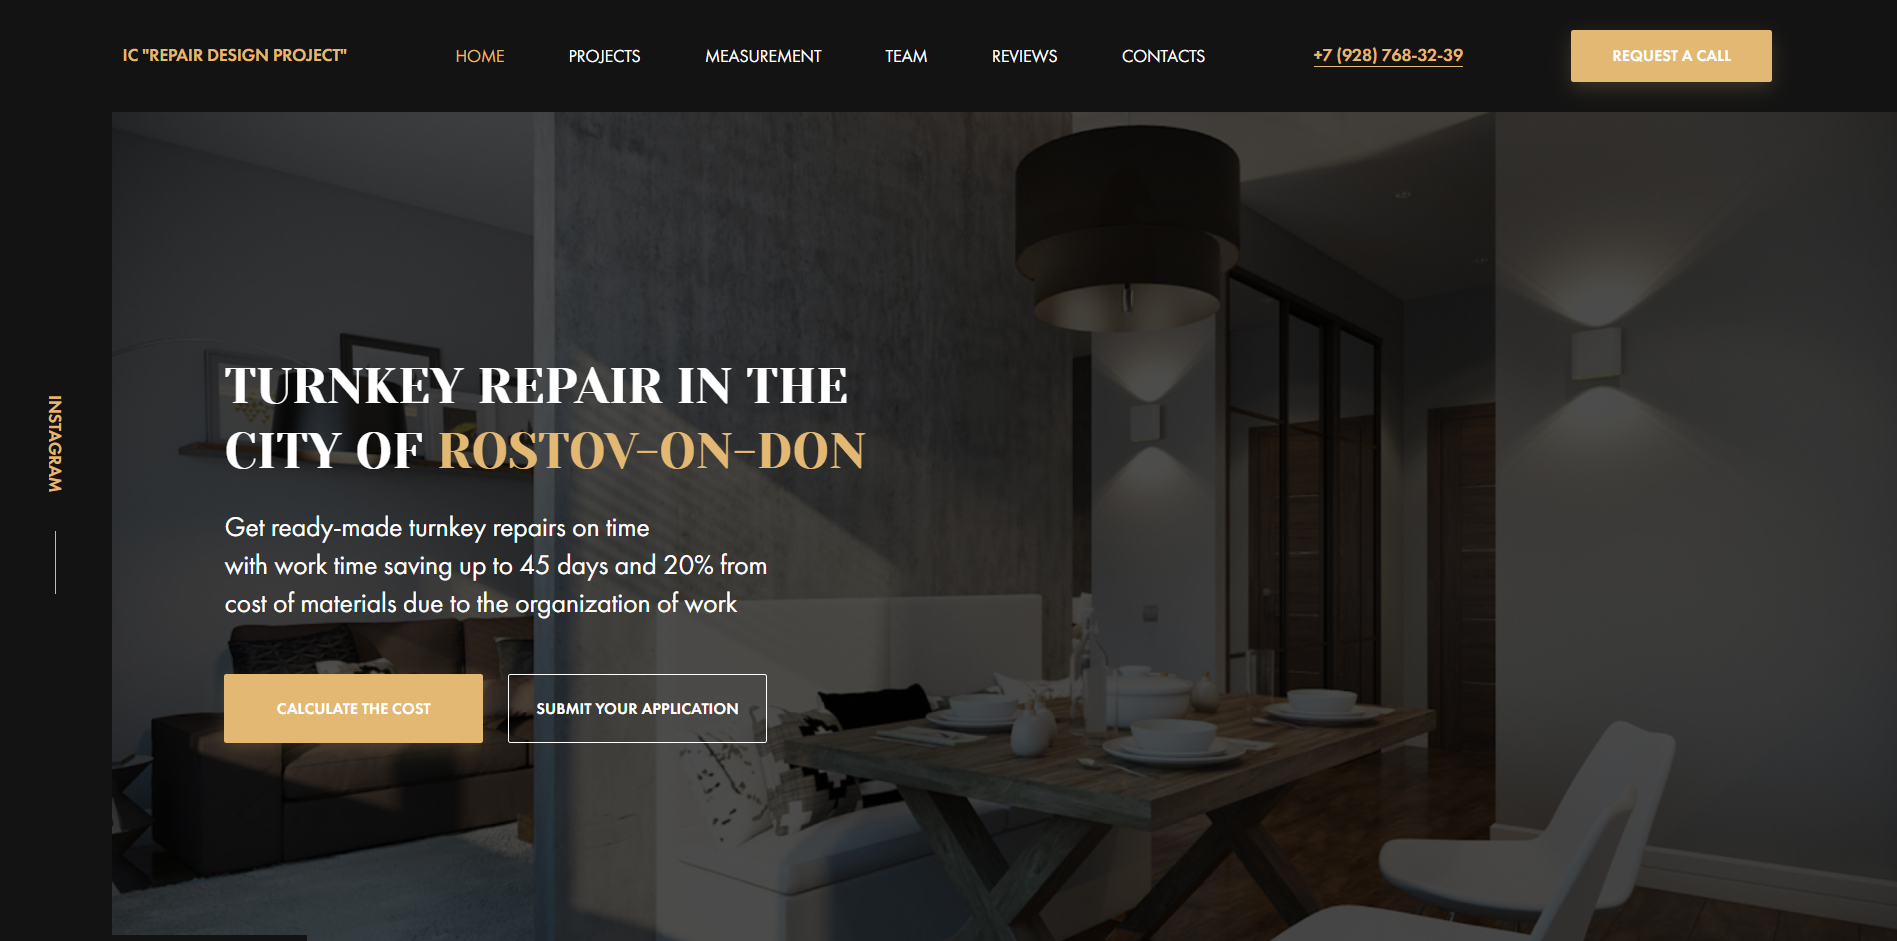 IC "REPAIR DESIGN PROJECT"
HOME
PROJECTS
MEASUREMENT
TEAM
REVIEWS
CONTACTS
+7 (928) 768-32-39
REQUEST A CALL
INSTAGRAM
TURNKEY REPAIR IN THE
CITY OF ROSTOV-ON-DON
Get ready-made turnkey repairs on time
with work time saving up to 45 days and 20% from
cost of materials due to the organization of work
CALCULATE THE COST
SUBMIT YOUR APPLICATION